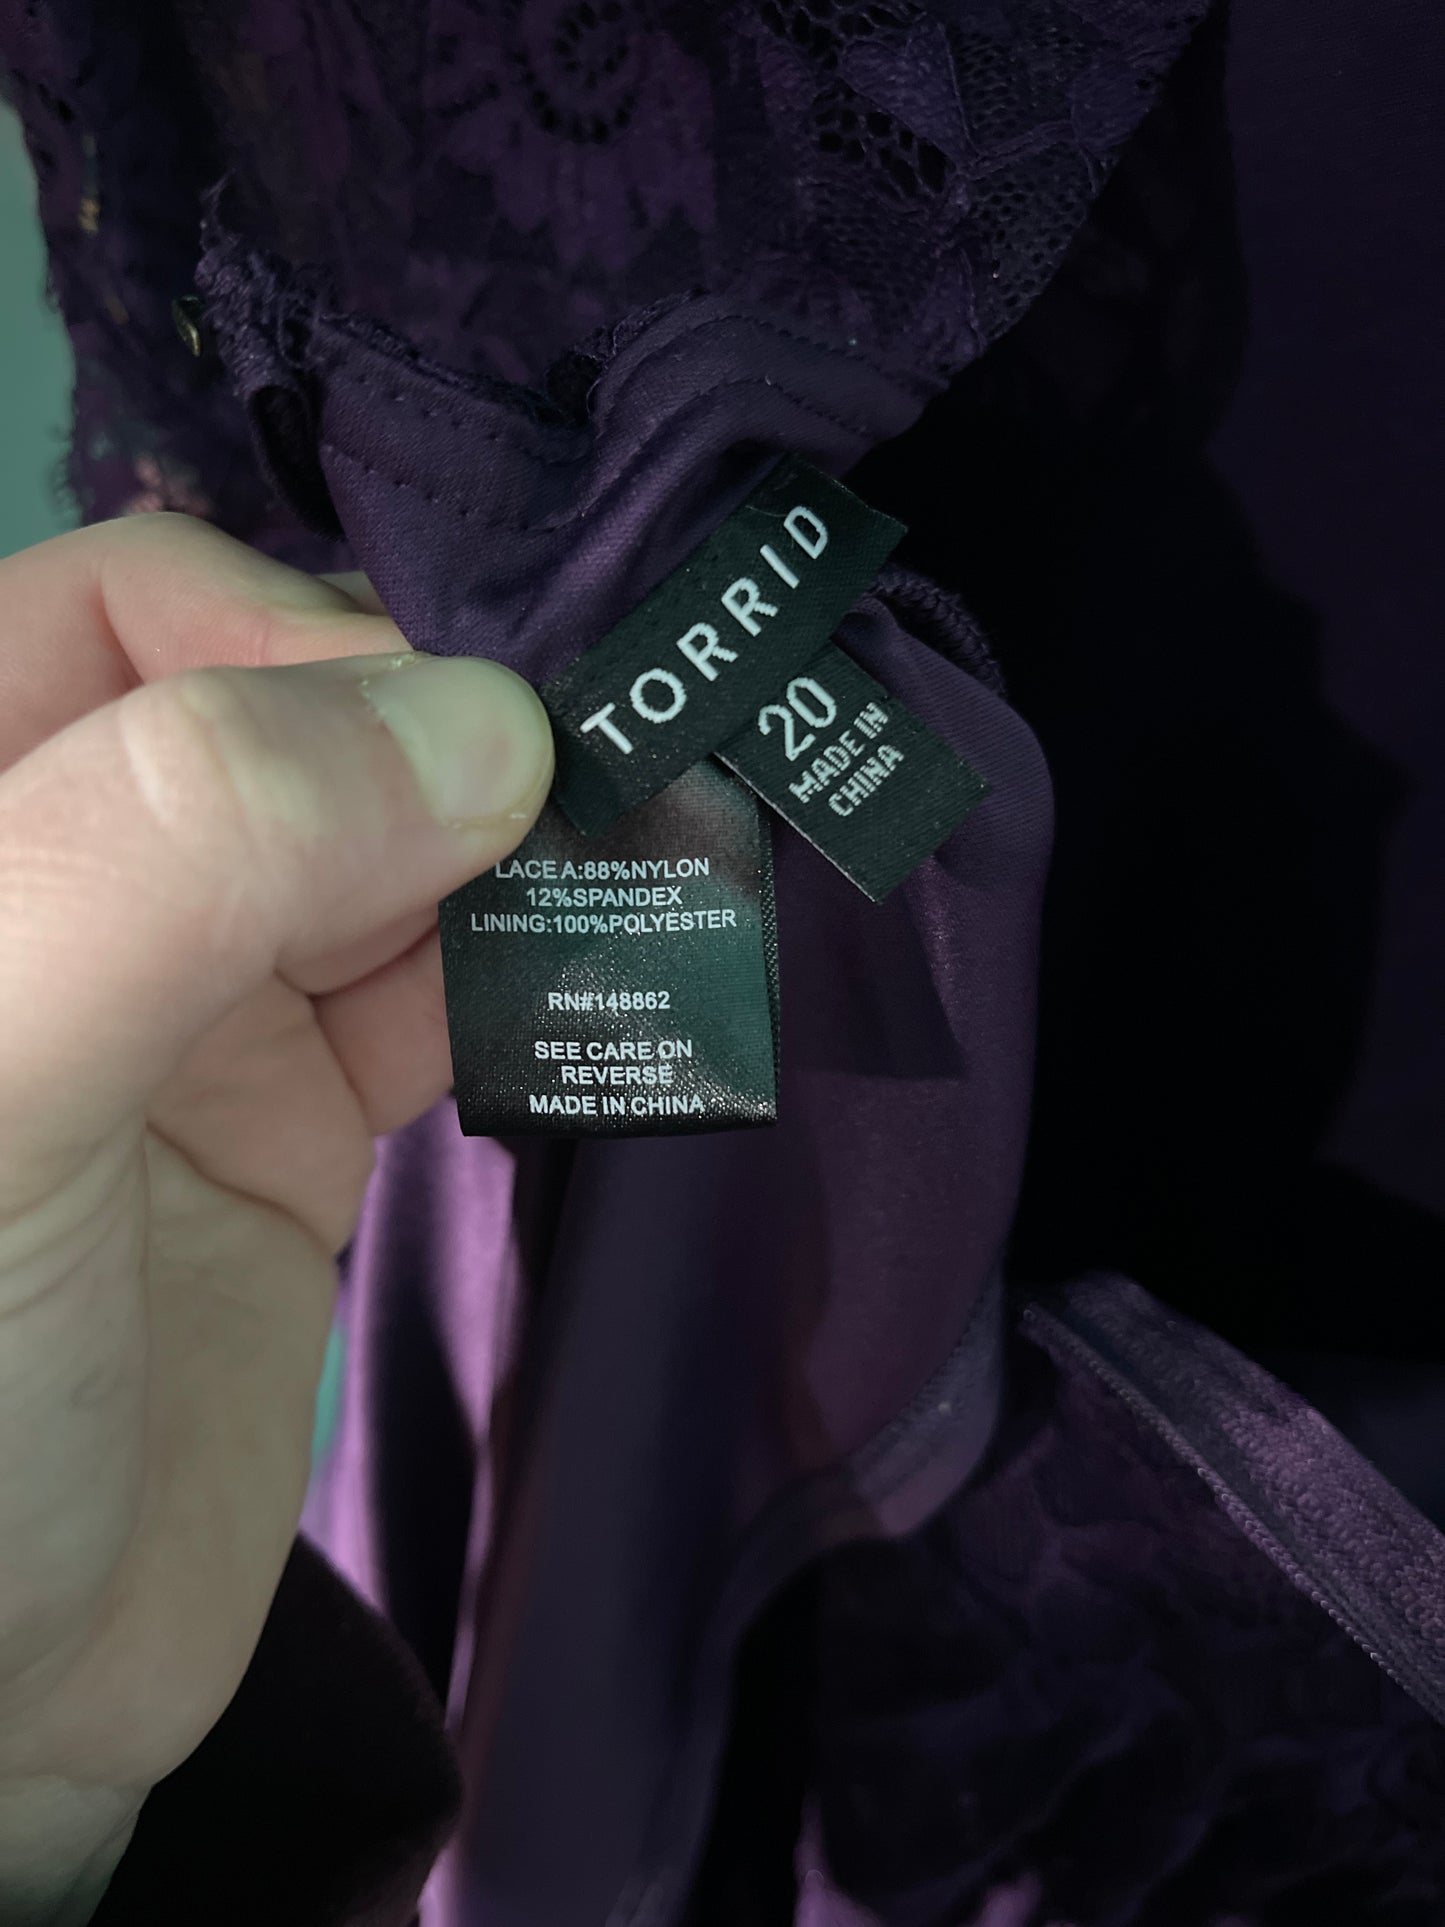 TORRID
20
MADE IN
CHINA
LACE A:88%NYLON
12%SPANDEX
LINING:100%POLYESTER
RN#148862
SEE CARE ON
REVERSE
MADE IN CHINA